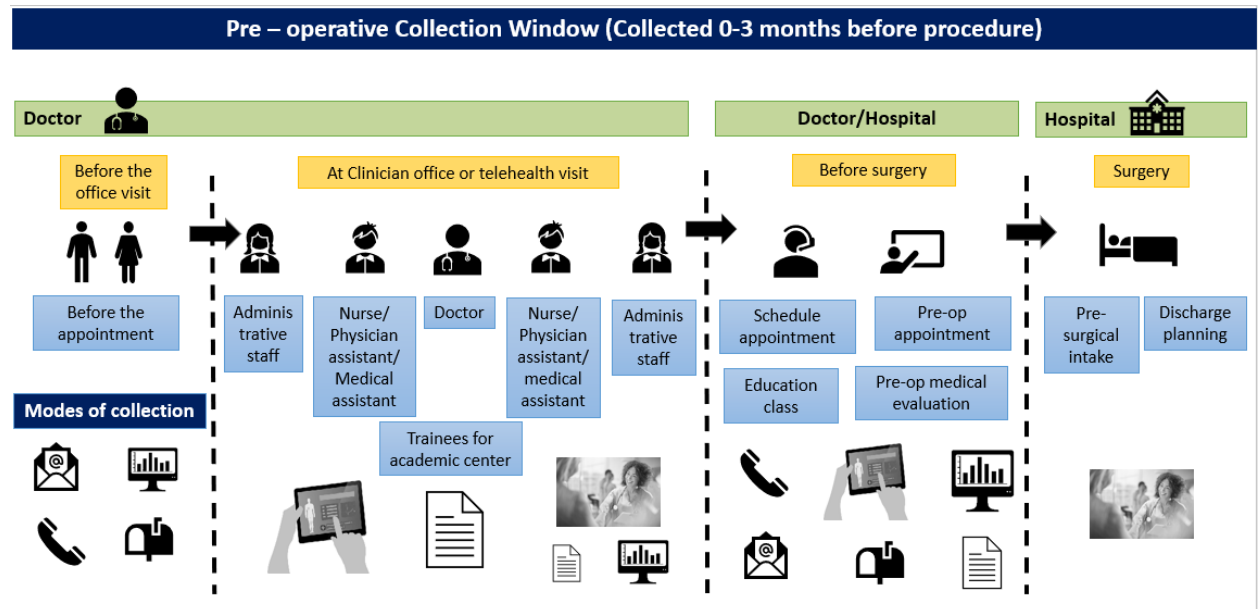 Pre – operative Collection Window (Collected 0-3 months before procedure)
Doctor
Doctor/Hospital
Hospital
Before the
office visit
At Clinician office or telehealth visit
Before surgery
Surgery
Before the
appointment
Adminis
trative
staff
Nurse/
Physician
assistant/
Medical
assistant
Doctor
Nurse/
Physician
assistant/
medical
assistant
Adminis
trative
staff
Trainees for
academic center
Schedule
appointment
Pre-op
appointment
Education
class
Pre-op medical
evaluation
Pre-
surgical
intake
Discharge
planning
Modes of collection
@
@